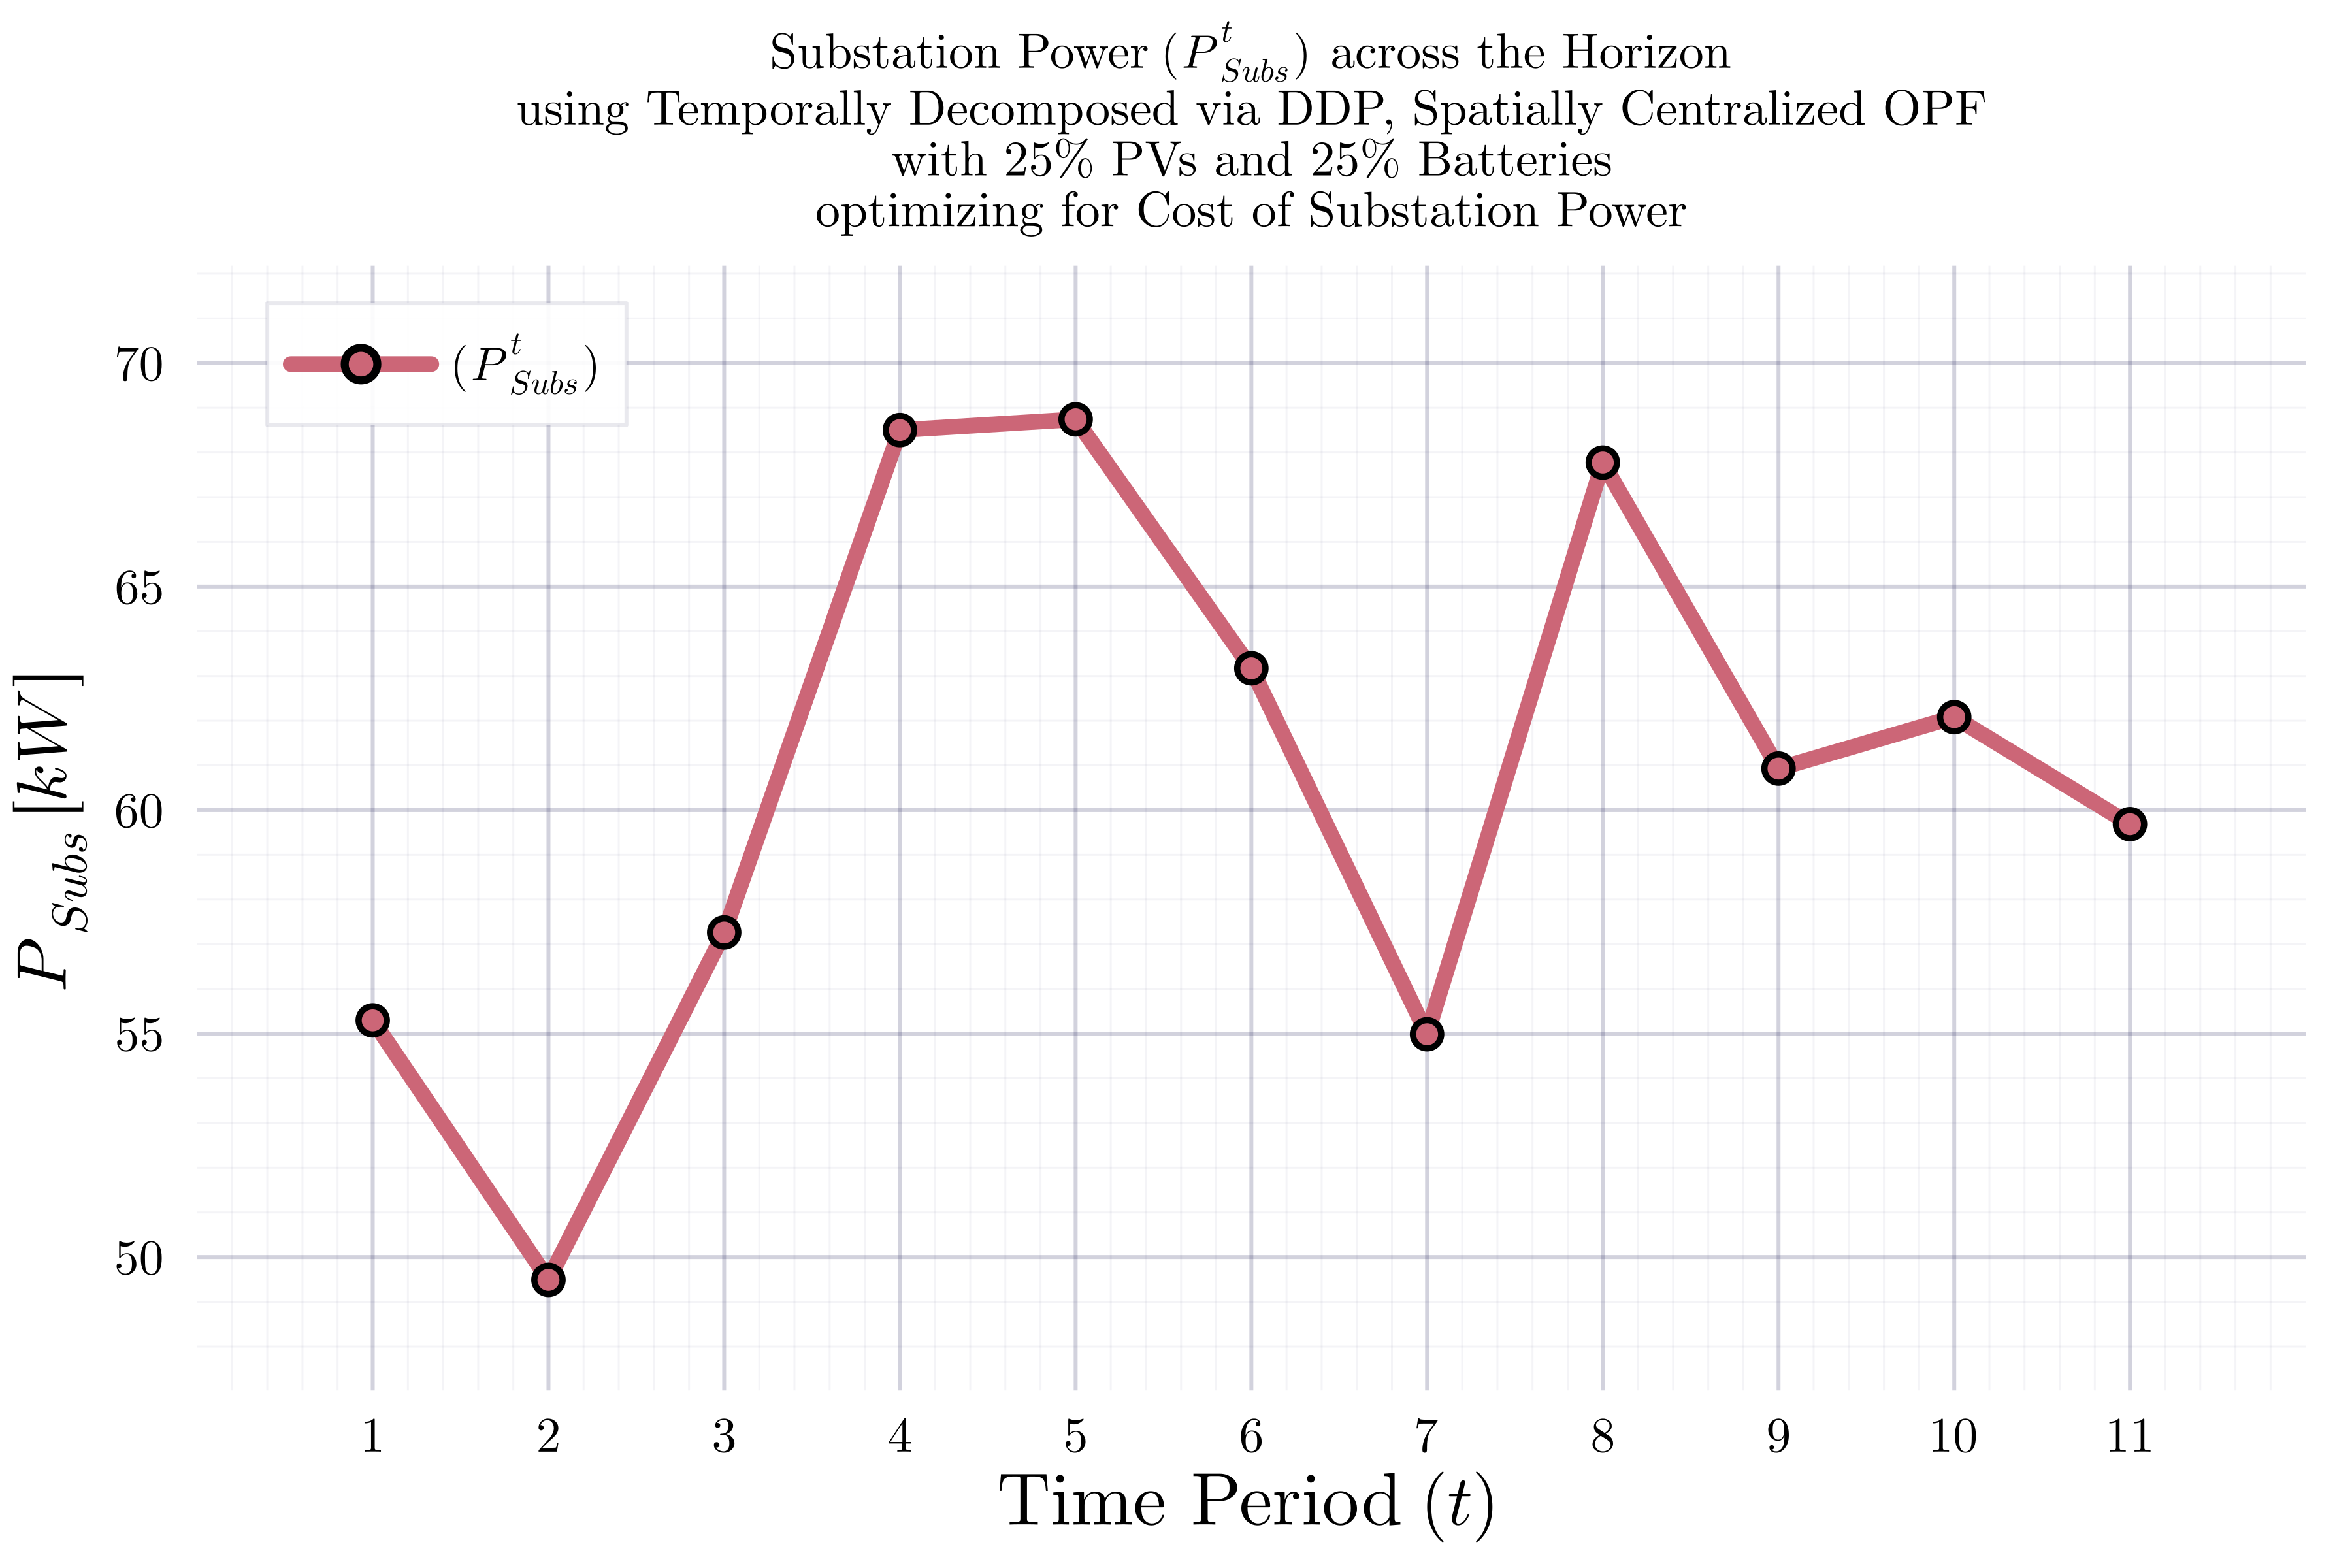 Substation Power (P^t_Subs) across the Horizon
using Temporally Decomposed via DDP, Spatially Centralized OPF
with 25% PVs and 25% Batteries
optimizing for Cost of Substation Power
(P^t_Subs)
70
65
60
55
50
P_Subs [kW]
1 2 3 4 5 6 7 8 9 10 11
Time Period (t)